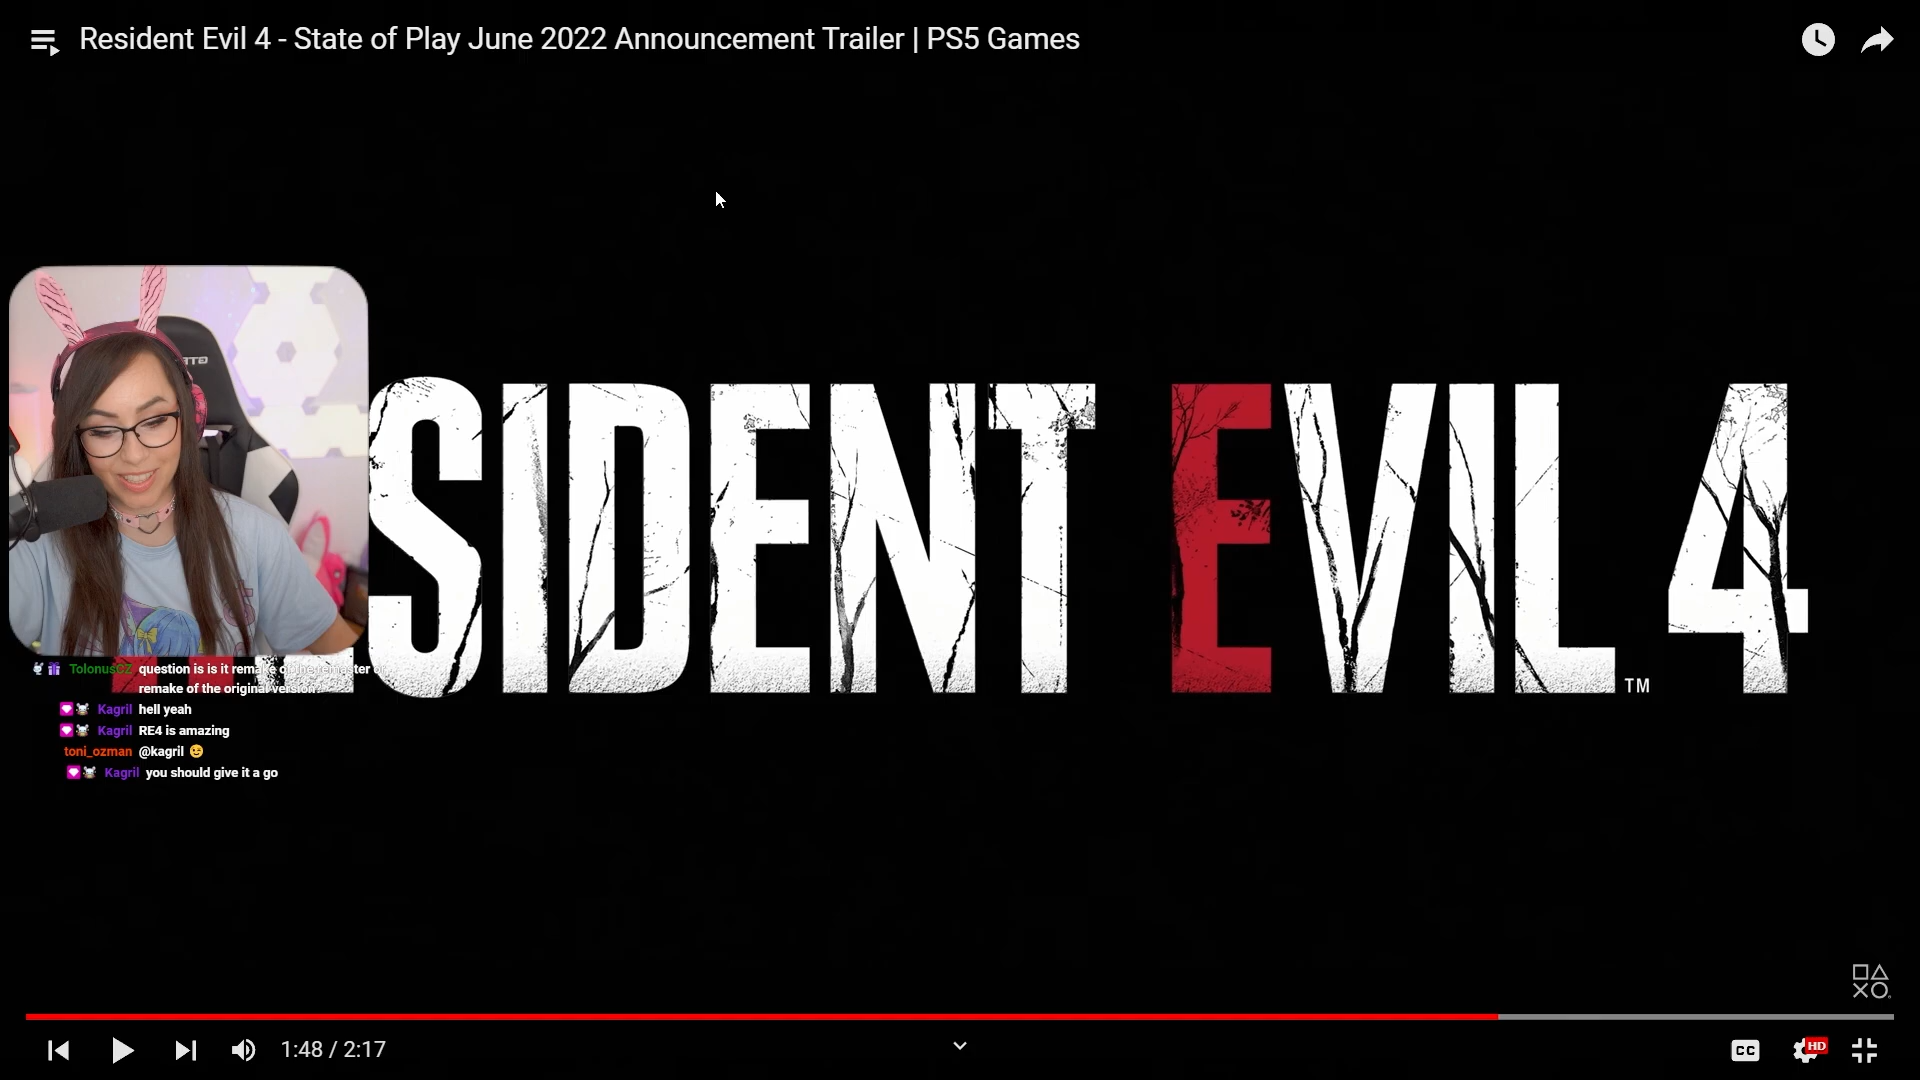 Resident Evil 4 - State of Play June 2022 Announcement Trailer | PS5 Games
SIDENT EVIL 4
TM
TolonusCZ question is is it remake of the remaster or
remake of the original version
Kagril hell yeah
Kagril RE4 is amazing
toni_ozman @kagril 😉
Kagril you should give it a go
1:48 / 2:17
CC
HD